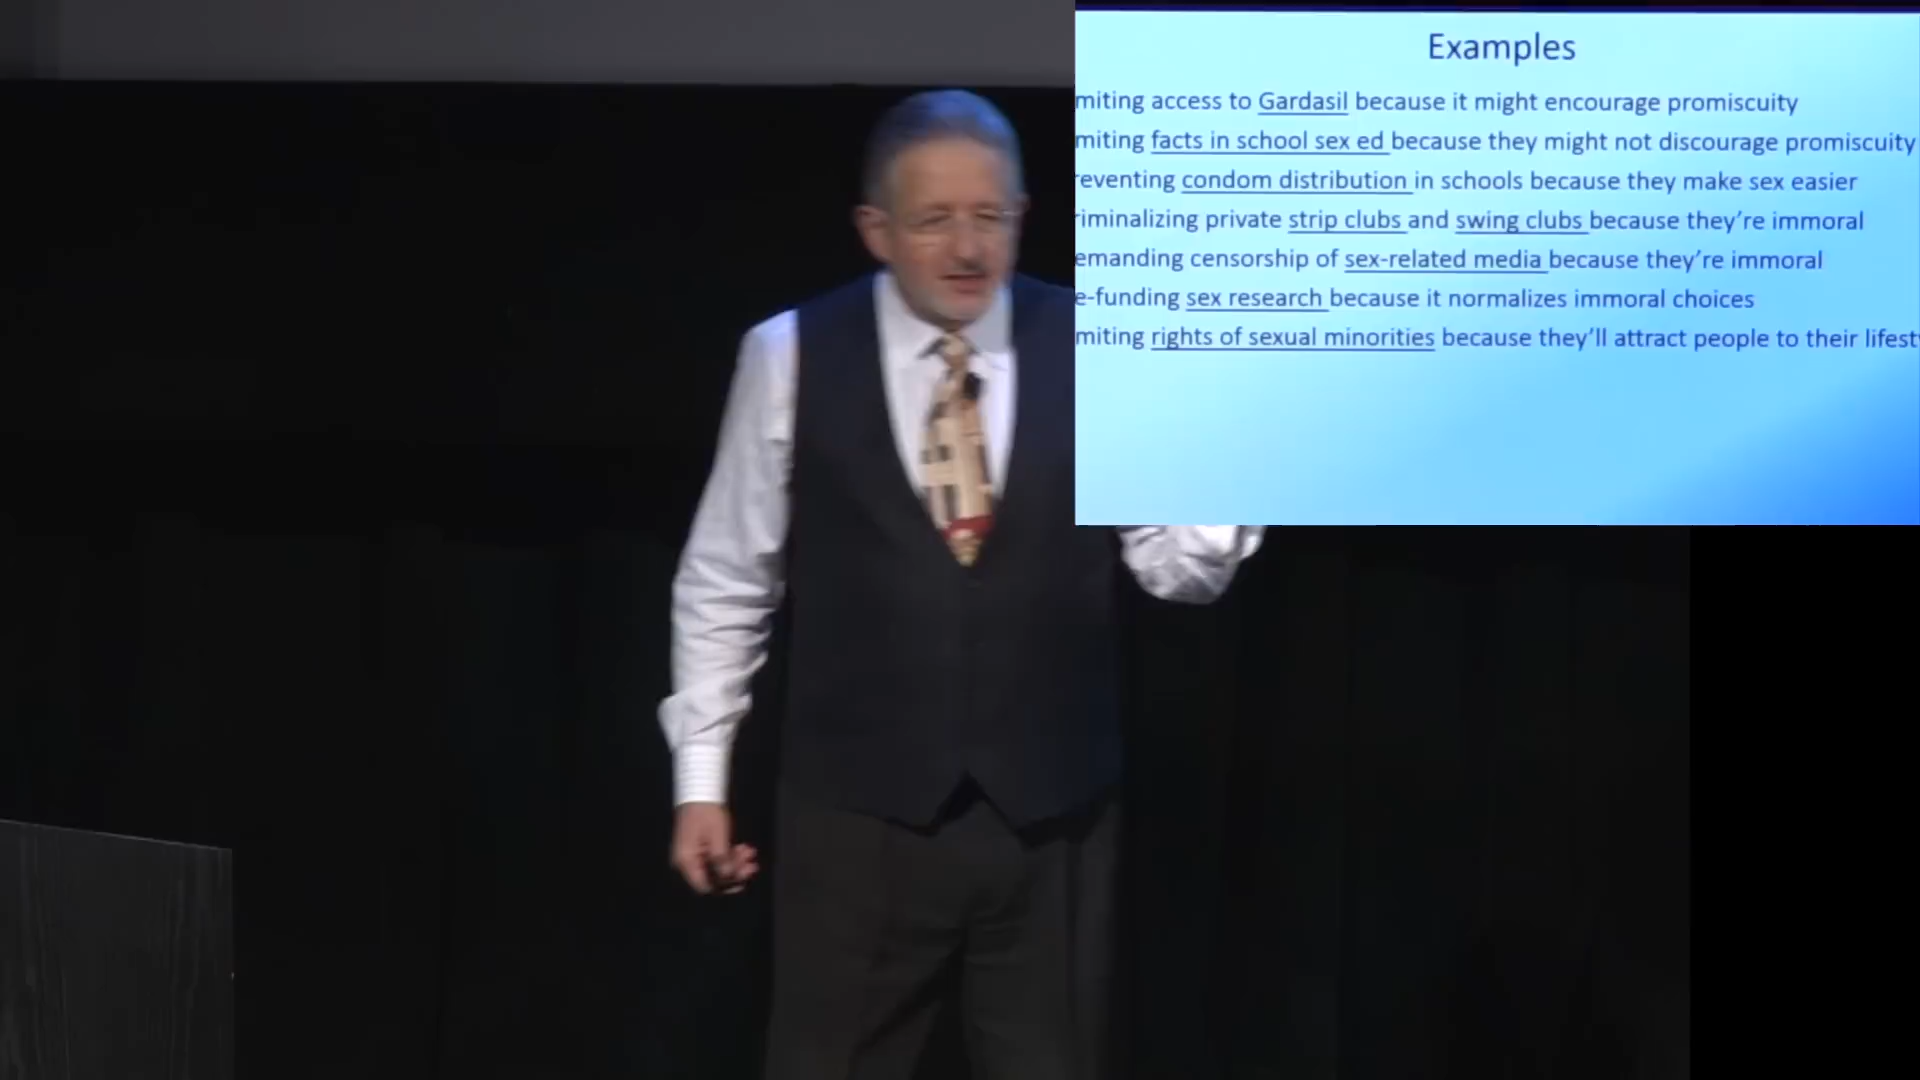 Examples
miting access to Gardasil because it might encourage promiscuity
miting facts in school sex ed because they might not discourage promiscuity
eventing condom distribution in schools because they make sex easier
riminalizing private strip clubs and swing clubs because they're immoral
emanding censorship of sex-related media because they're immoral
e-funding sex research because it normalizes immoral choices
miting rights of sexual minorities because they'll attract people to their lifest